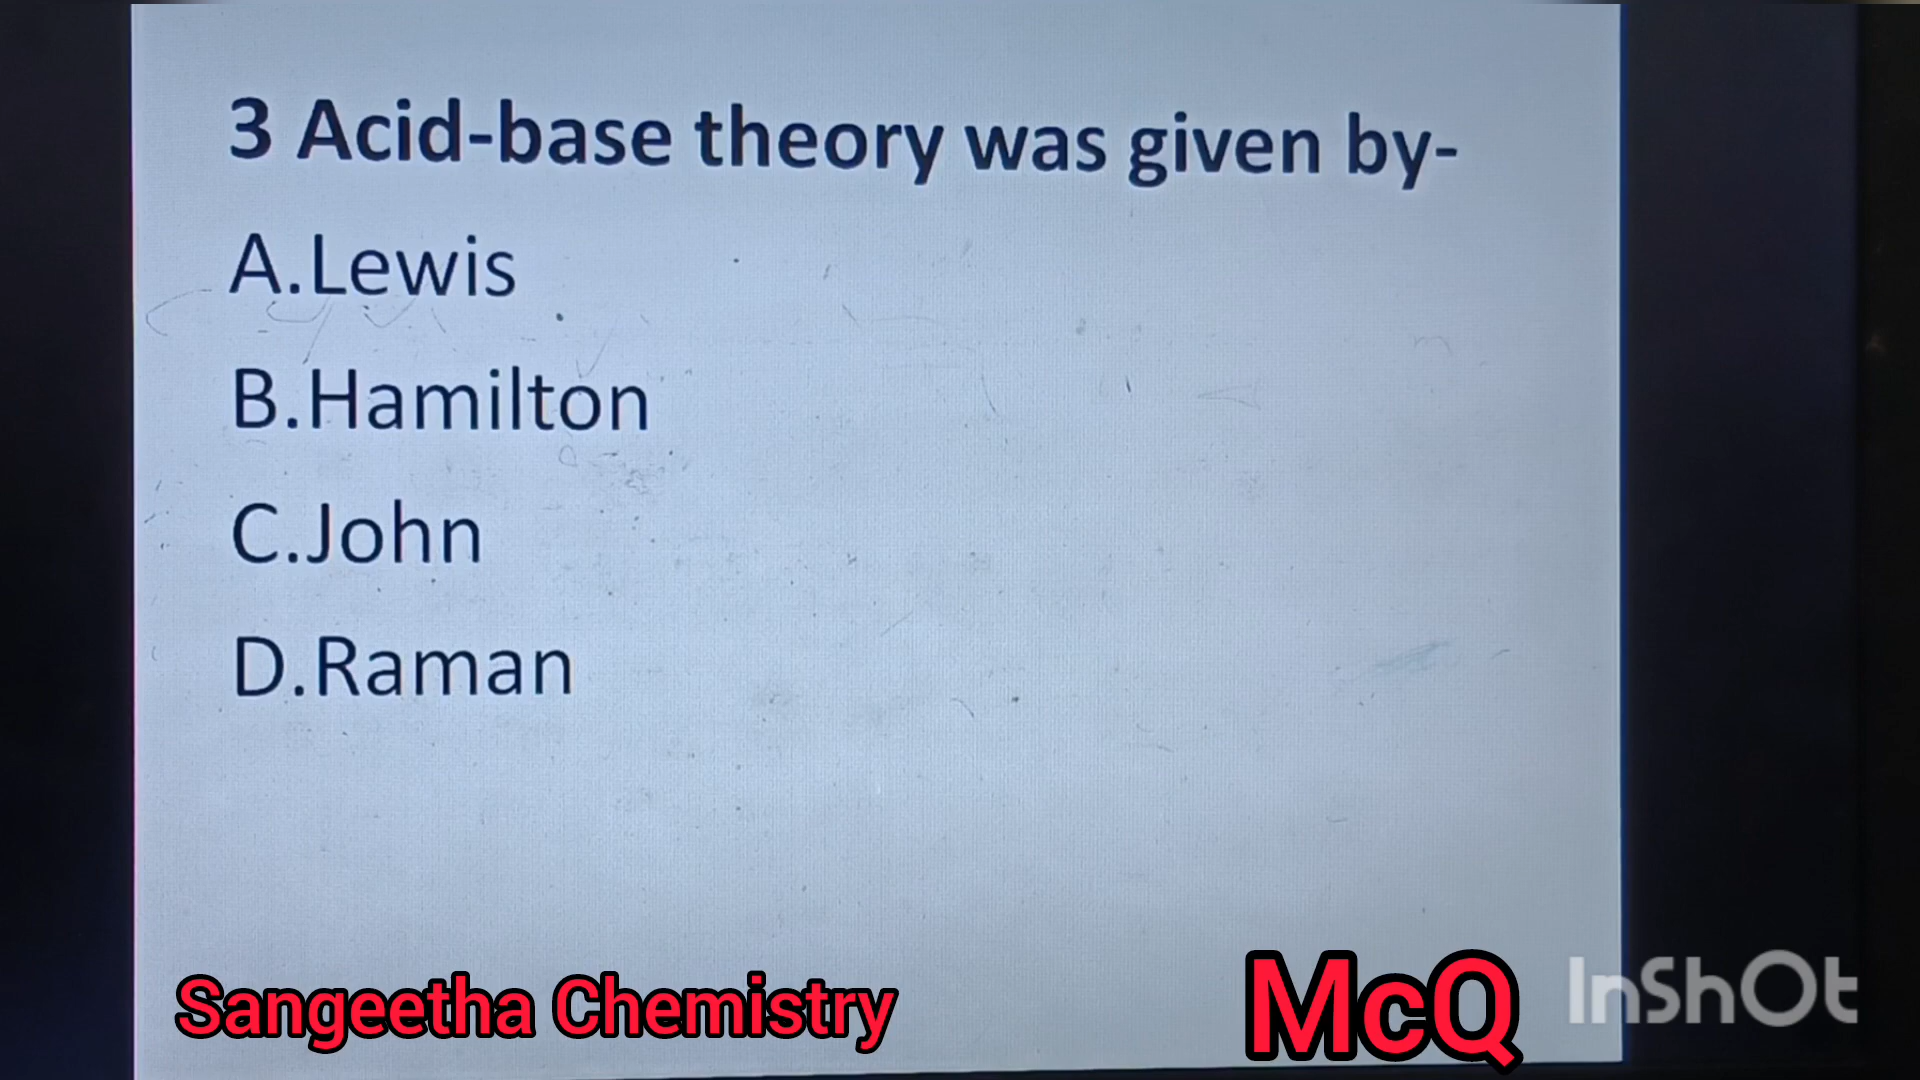 3 Acid-base theory was given by-
A.Lewis
B.Hamilton
C.John
D.Raman
Sangeetha Chemistry
McQ
InShOt